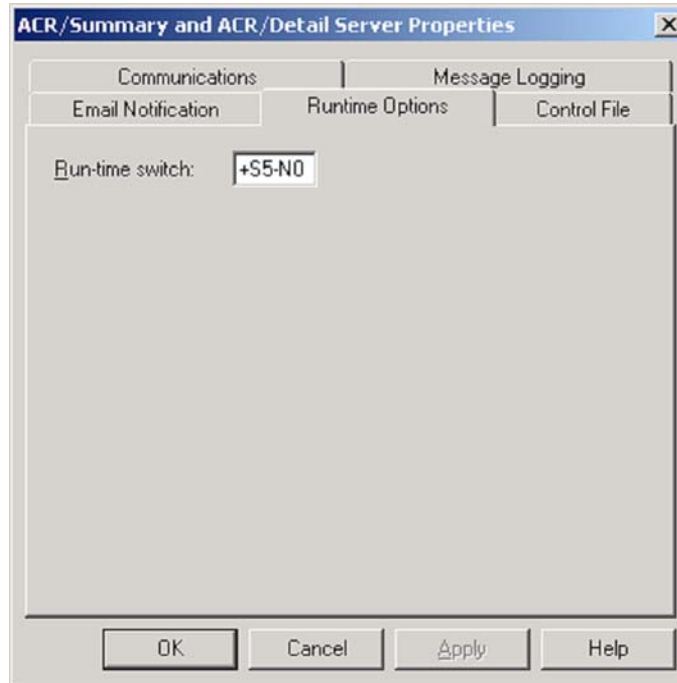 ACR/Summary and ACR/Detail Server Properties
Communications Message Logging
Email Notification Runtime Options Control File
Run-time switch: +S5-N0
OK Cancel Apply Help